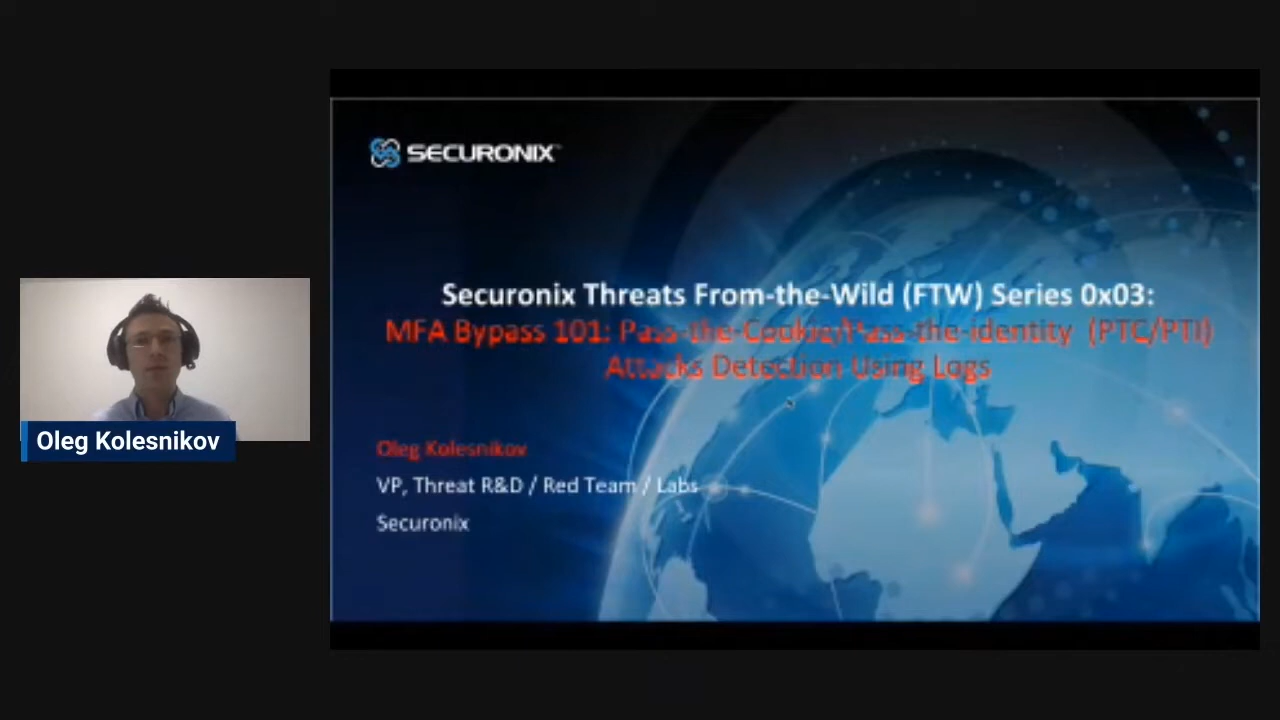 SECURONIX
Securonix Threats From-the-Wild (FTW) Series 0x03:
MFA Bypass 101: Pass-the-Cookie/Pass-the-identity (PTC/PTI)
Attacks Detection Using Logs
Oleg Kolesnikov
VP, Threat R&D / Red Team / Labs
Securonix
Oleg Kolesnikov